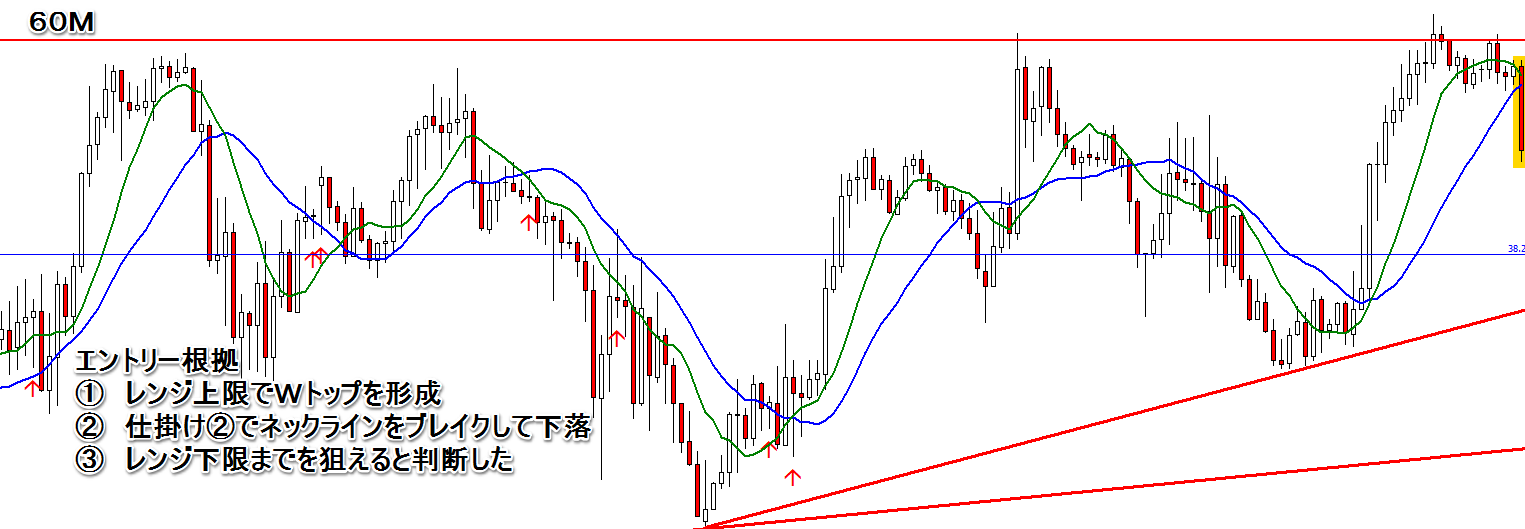 60M
38.2
エントリー根拠
① レンジ上限でWトップを形成
② 仕掛け②でネックラインをブレイクして下落
③ レンジ下限までを狙えると判断した